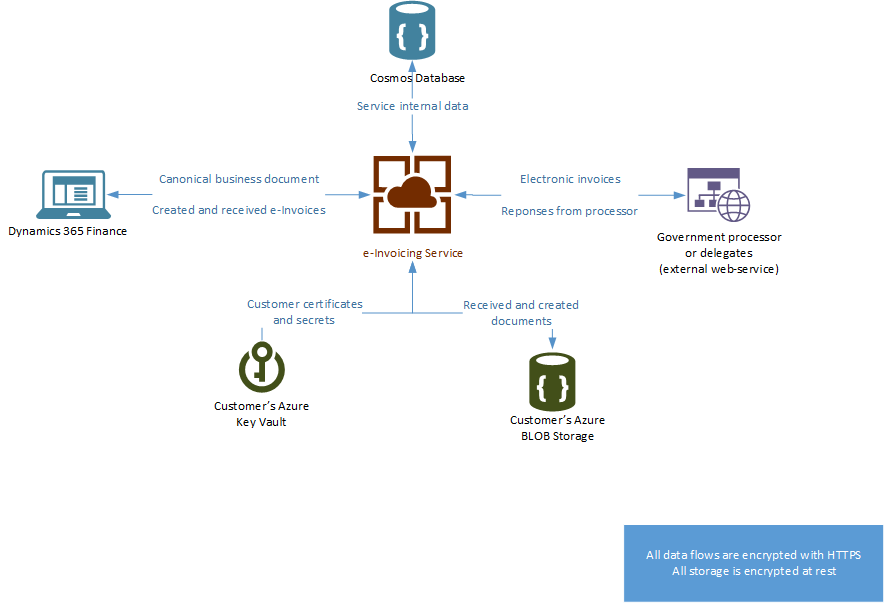 Cosmos Database
Service internal data
Canonical business document
Created and received e-Invoices
Dynamics 365 Finance
e-Invoicing Service
Electronic invoices
Reponses from processor
Government processor
or delegates
(external web-service)
Customer certificates
and secrets
Received and created
documents
Customer's Azure
Key Vault
Customer's Azure
BLOB Storage
All data flows are encrypted with HTTPS
All storage is encrypted at rest